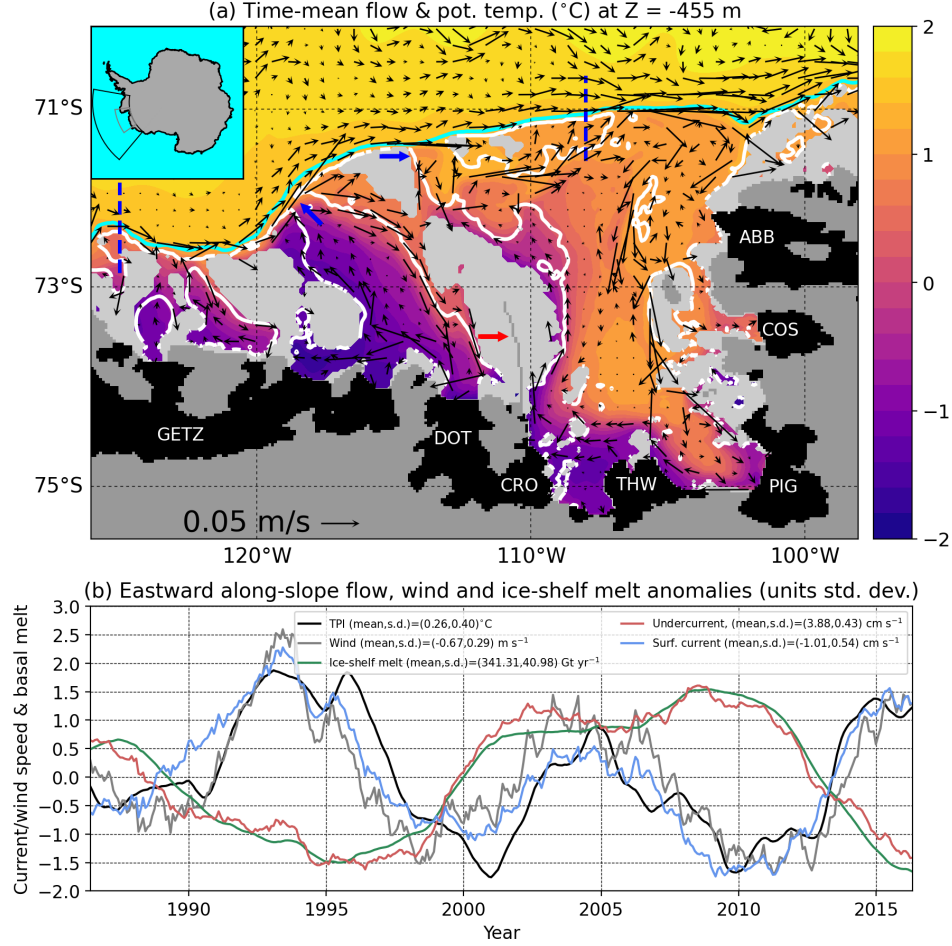 (a) Time-mean flow & pot. temp. (°C) at Z = -455 m
71°S
73°S
75°S
120°W
110°W
100°W
ABB
COS
GETZ
DOT
CRO
THW
PIG
0.05 m/s
2
1
0
−1
−2
(b) Eastward along-slope flow, wind and ice-shelf melt anomalies (units std. dev.)
Current/wind speed & basal melt
3.0
2.5
2.0
1.5
1.0
0.5
0.0
−0.5
−1.0
−1.5
−2.0
TPI (mean,s.d.)=(0.26,0.40)°C
Wind (mean,s.d.)=(-0.67,0.29) m s⁻¹
Ice-shelf melt (mean,s.d.)=(341.31,40.98) Gt yr⁻¹
Undercurrent, (mean,s.d.)=(3.88,0.43) cm s⁻¹
Surf. current (mean,s.d.)=(-1.01,0.54) cm s⁻¹
1990
1995
2000
2005
2010
2015
Year